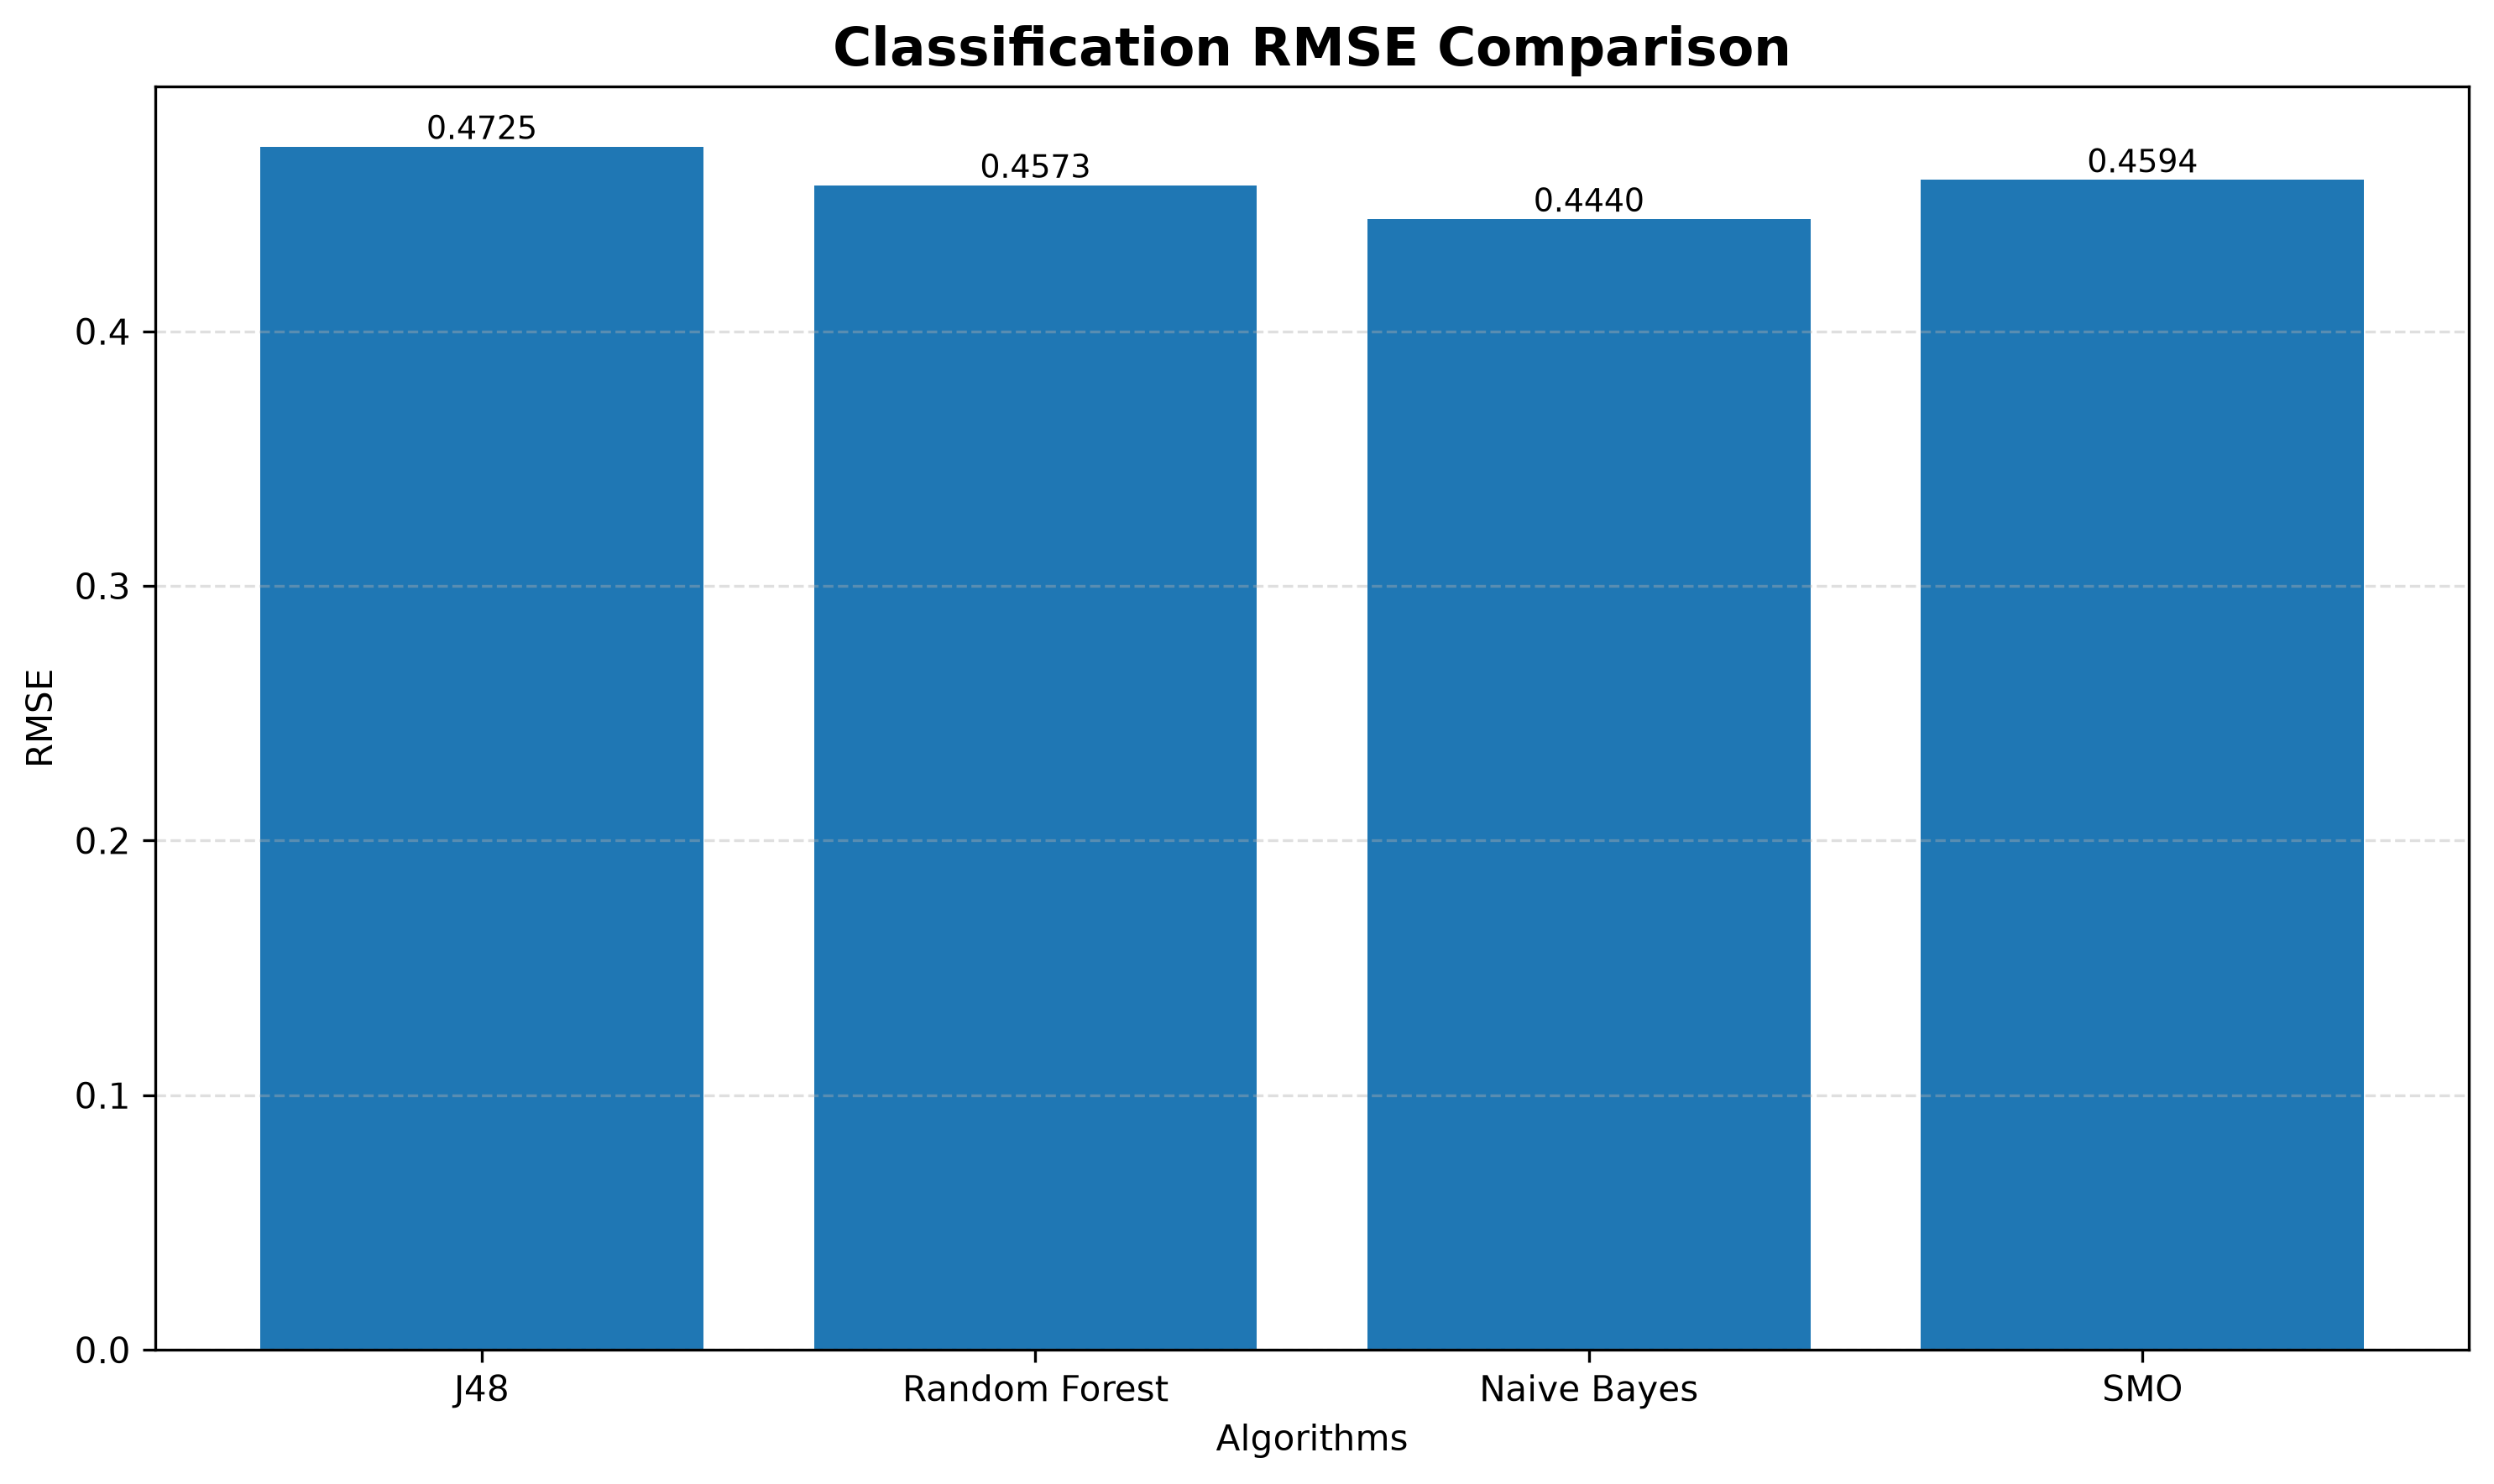 Classification RMSE Comparison
0.4725
0.4573
0.4440
0.4594
0.4
0.3
0.2
0.1
0.0
RMSE
J48
Random Forest
Naive Bayes
SMO
Algorithms